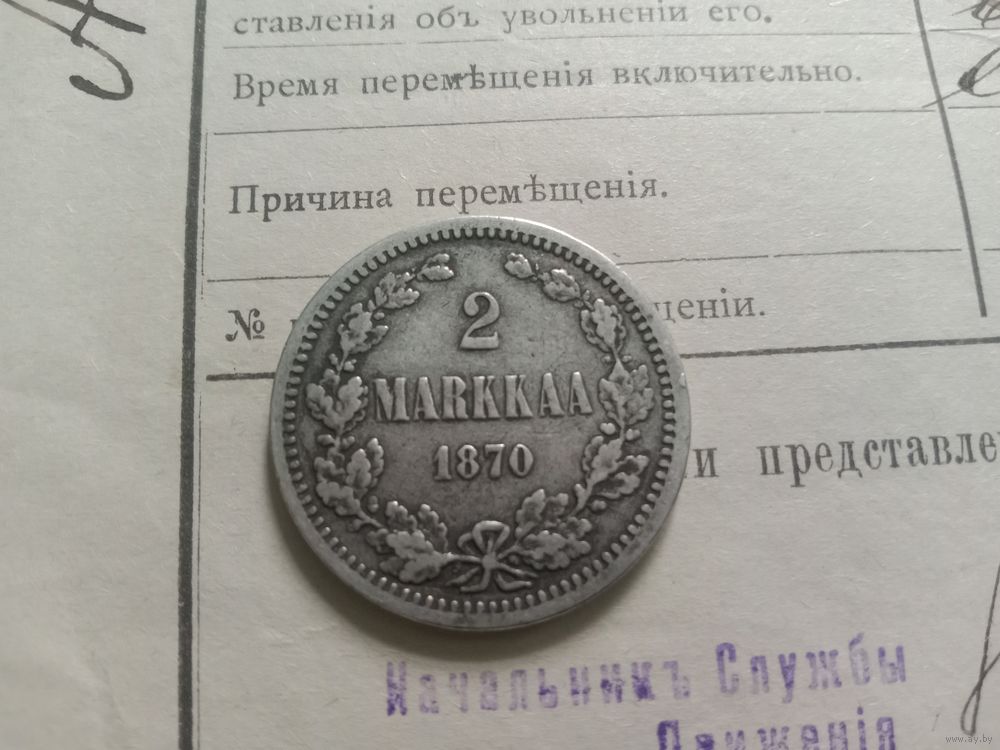 ставленія объ увольненіи его.
Время перемѣщенія включительно.
Причина перемѣщенія.
№
щеніи.
2
MARKKAA
1870
и представле
Начальникъ Службы
Движенія
www.ay.by